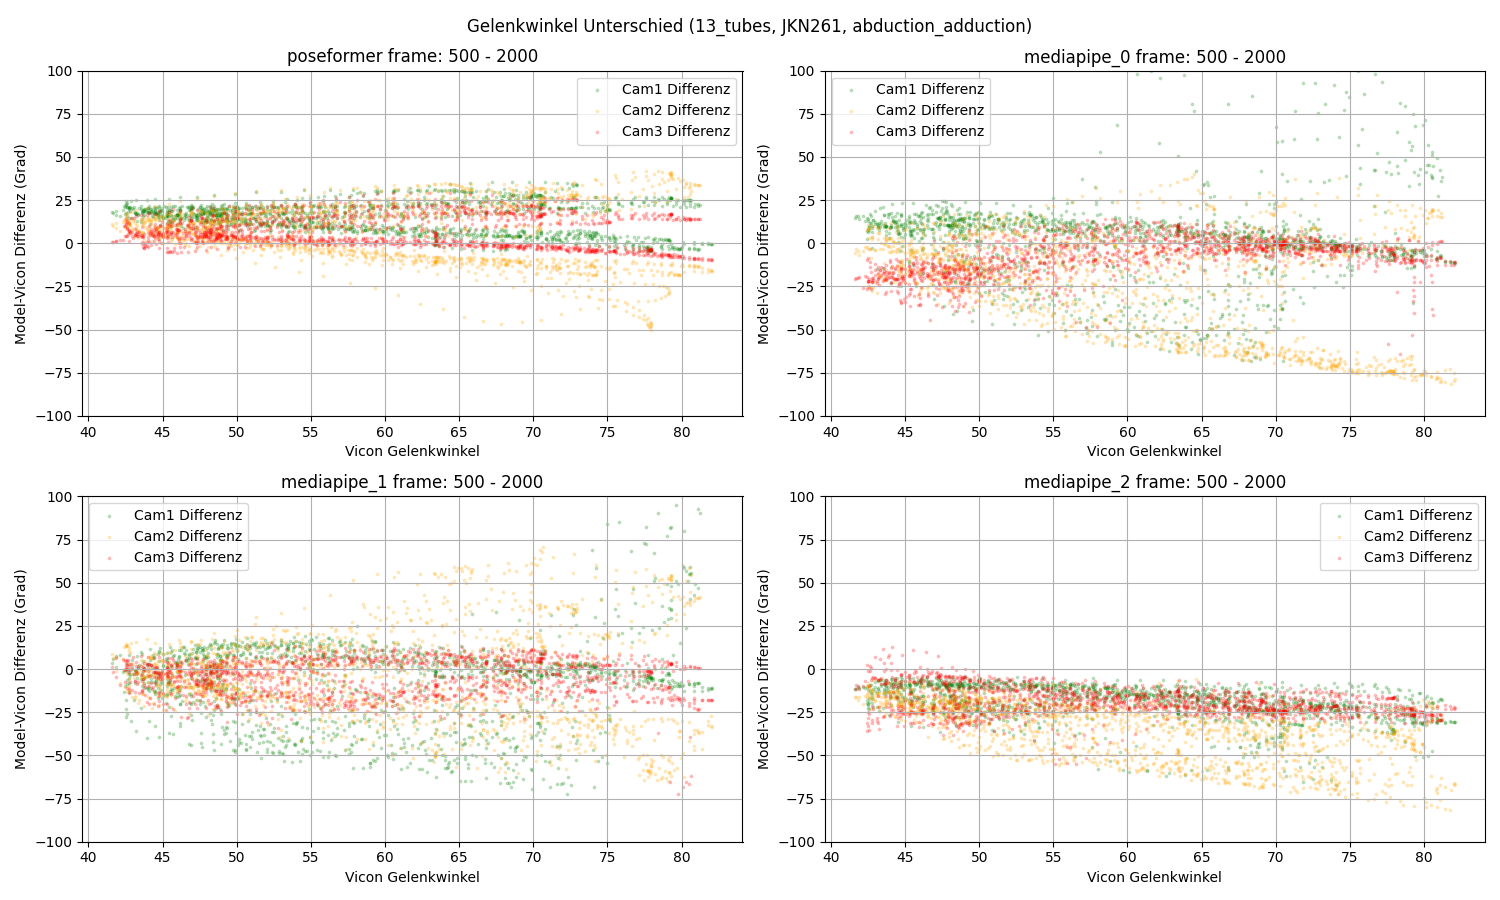 Gelenkwinkel Unterschied (13_tubes, JKN261, abduction_adduction)
poseformer frame: 500 - 2000
100
75
50
25
0
−25
−50
−75
−100
Model-Vicon Differenz (Grad)
Cam1 Differenz
Cam2 Differenz
Cam3 Differenz
40 45 50 55 60 65 70 75 80
Vicon Gelenkwinkel
mediapipe_0 frame: 500 - 2000
100
75
50
25
0
−25
−50
−75
−100
Model-Vicon Differenz (Grad)
Cam1 Differenz
Cam2 Differenz
Cam3 Differenz
40 45 50 55 60 65 70 75 80
Vicon Gelenkwinkel
mediapipe_1 frame: 500 - 2000
100
75
50
25
0
−25
−50
−75
−100
Model-Vicon Differenz (Grad)
Cam1 Differenz
Cam2 Differenz
Cam3 Differenz
40 45 50 55 60 65 70 75 80
Vicon Gelenkwinkel
mediapipe_2 frame: 500 - 2000
100
75
50
25
0
−25
−50
−75
−100
Model-Vicon Differenz (Grad)
Cam1 Differenz
Cam2 Differenz
Cam3 Differenz
40 45 50 55 60 65 70 75 80
Vicon Gelenkwinkel